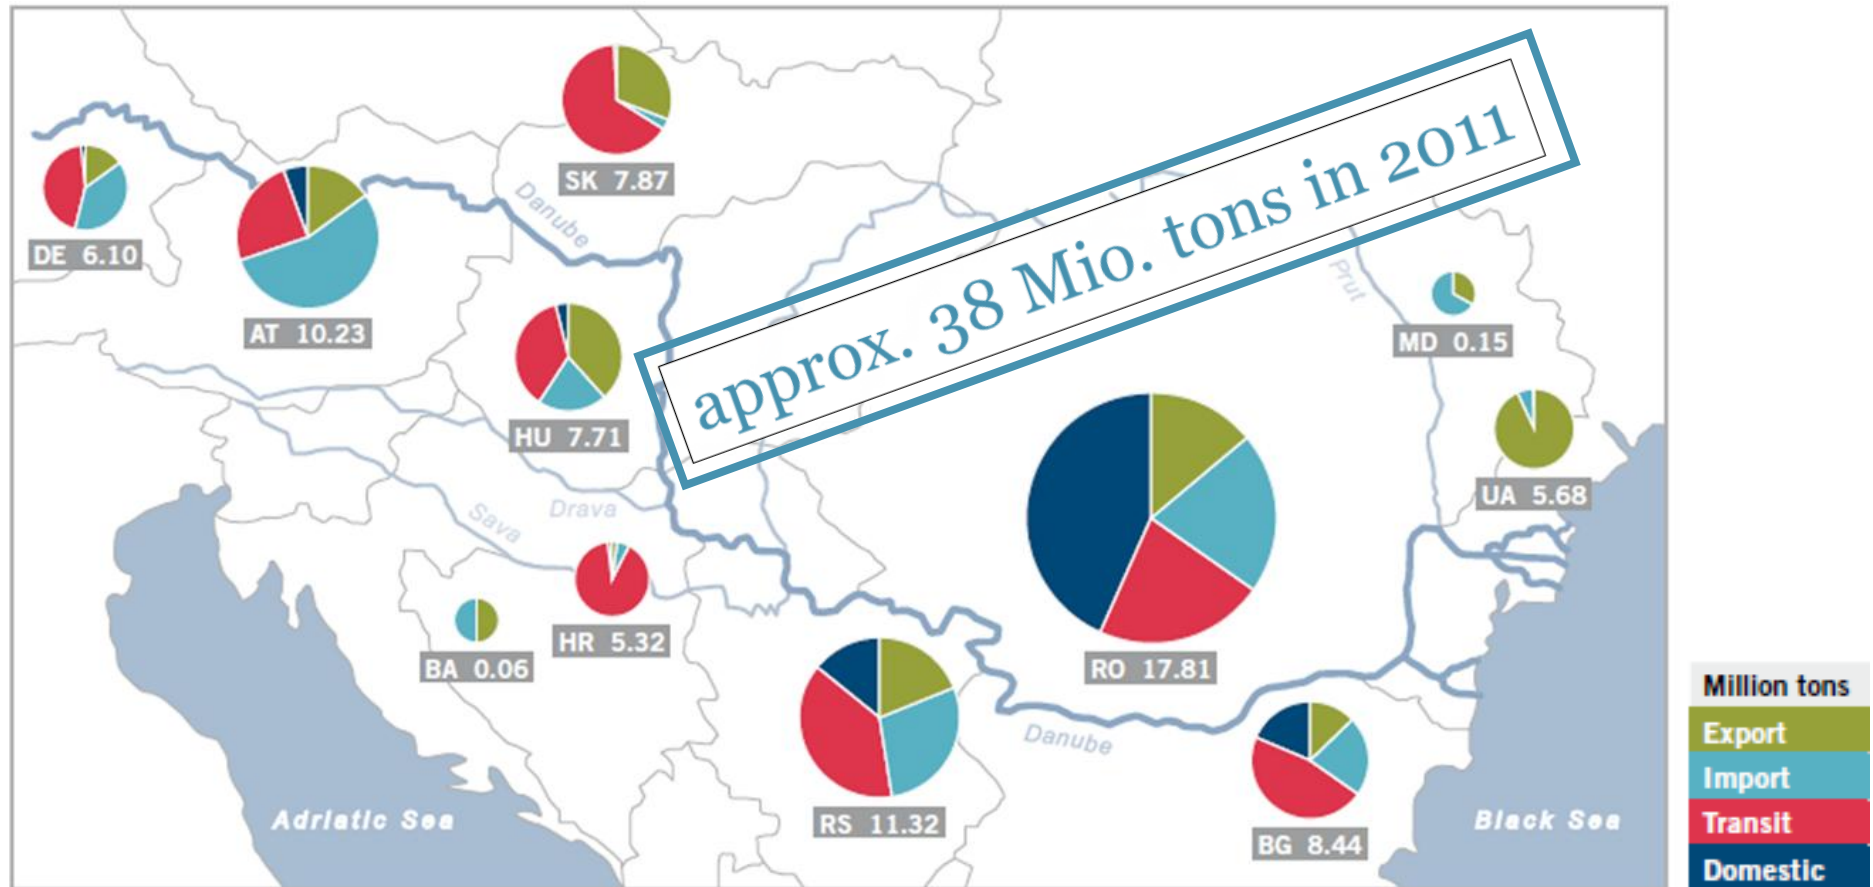 approx. 38 Mio. tons in 2011
SK 7.87
Danube
DE 6.10
AT 10.23
Prut
MD 0.15
HU 7.71
UA 5.68
Sava
Drava
HR 5.32
BA 0.06
RO 17.81
Danube
RS 11.32
BG 8.44
Adriatic Sea
Black Sea
Million tons
Export
Import
Transit
Domestic